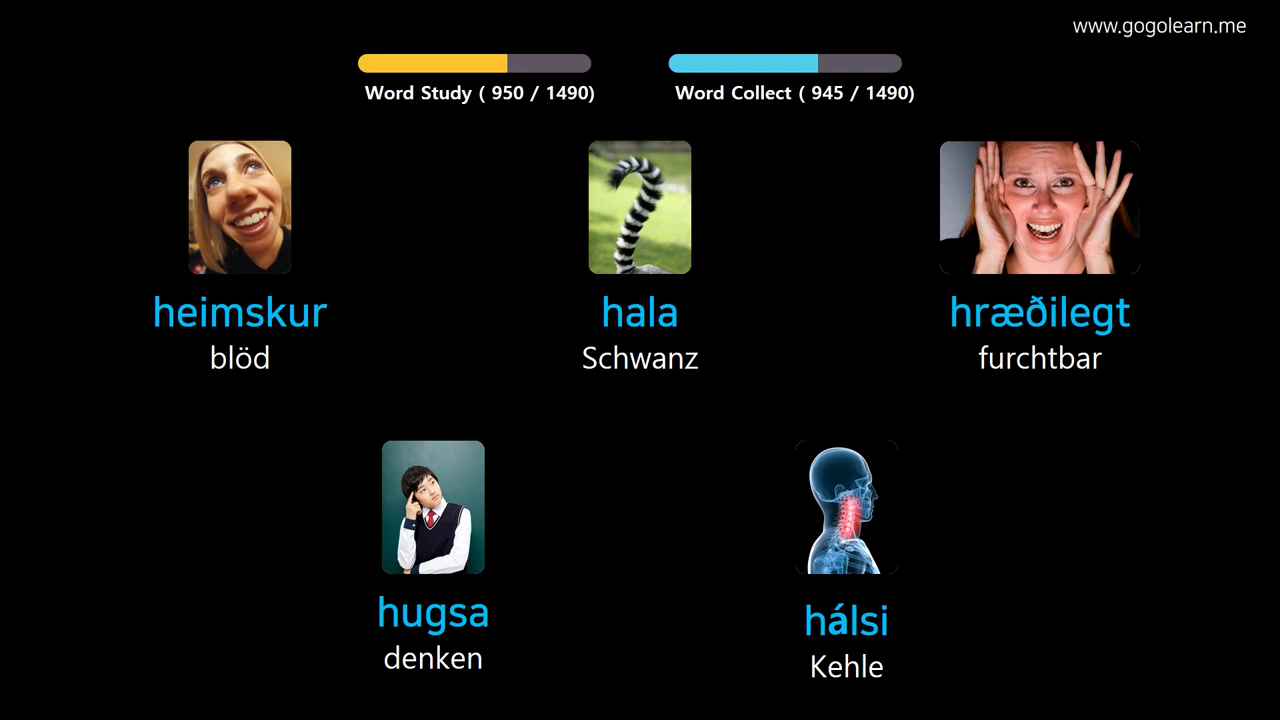 www.gogolearn.me
Word Study ( 950 / 1490)
Word Collect ( 945 / 1490)
heimskur
blöd
hala
Schwanz
hræðilegt
furchtbar
hugsa
denken
hálsi
Kehle